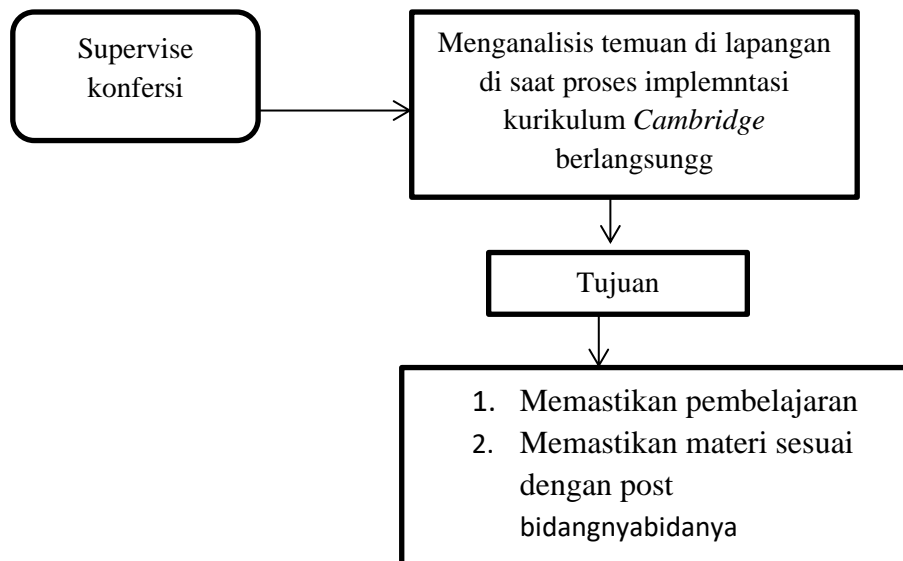 Supervise
konfersi
Menganalisis temuan di lapangan
di saat proses implemntasi
kurikulum Cambridge
berlangsungg
Tujuan
1. Memastikan pembelajaran
2. Memastikan materi sesuai
dengan post
bidangnyabidanya